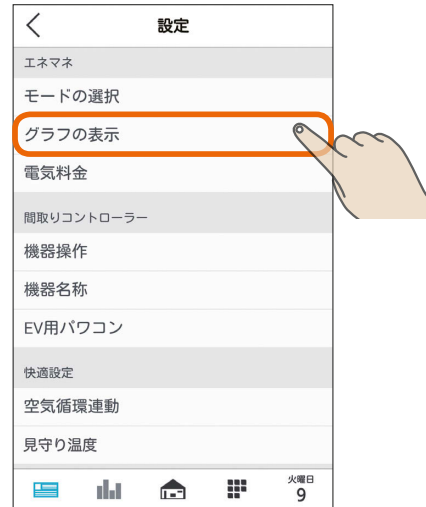 設定
エネマネ
モードの選択
グラフの表示
電気料金
間取りコントローラー
機器操作
機器名称
EV用パワコン
快適設定
空気循環連動
見守り温度
火曜日
9